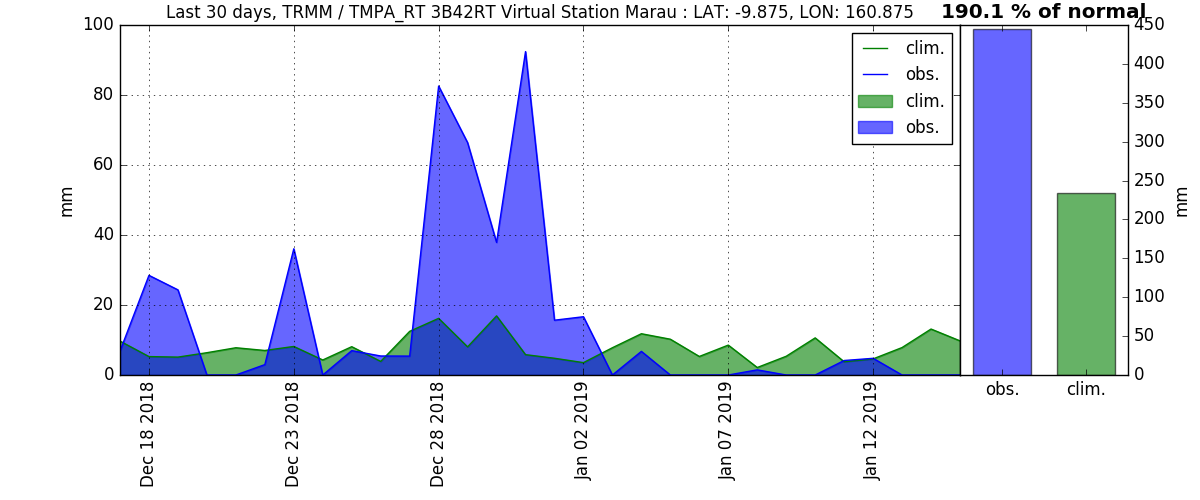 Last 30 days, TRMM / TMPA_RT 3B42RT Virtual Station Marau : LAT: -9.875, LON: 160.875
190.1 % of normal
100
80
60
40
20
0
mm
clim.
obs.
clim.
obs.
450
400
350
300
250
200
150
100
50
0
mm
obs.
clim.
Dec 18 2018
Dec 23 2018
Dec 28 2018
Jan 02 2019
Jan 07 2019
Jan 12 2019